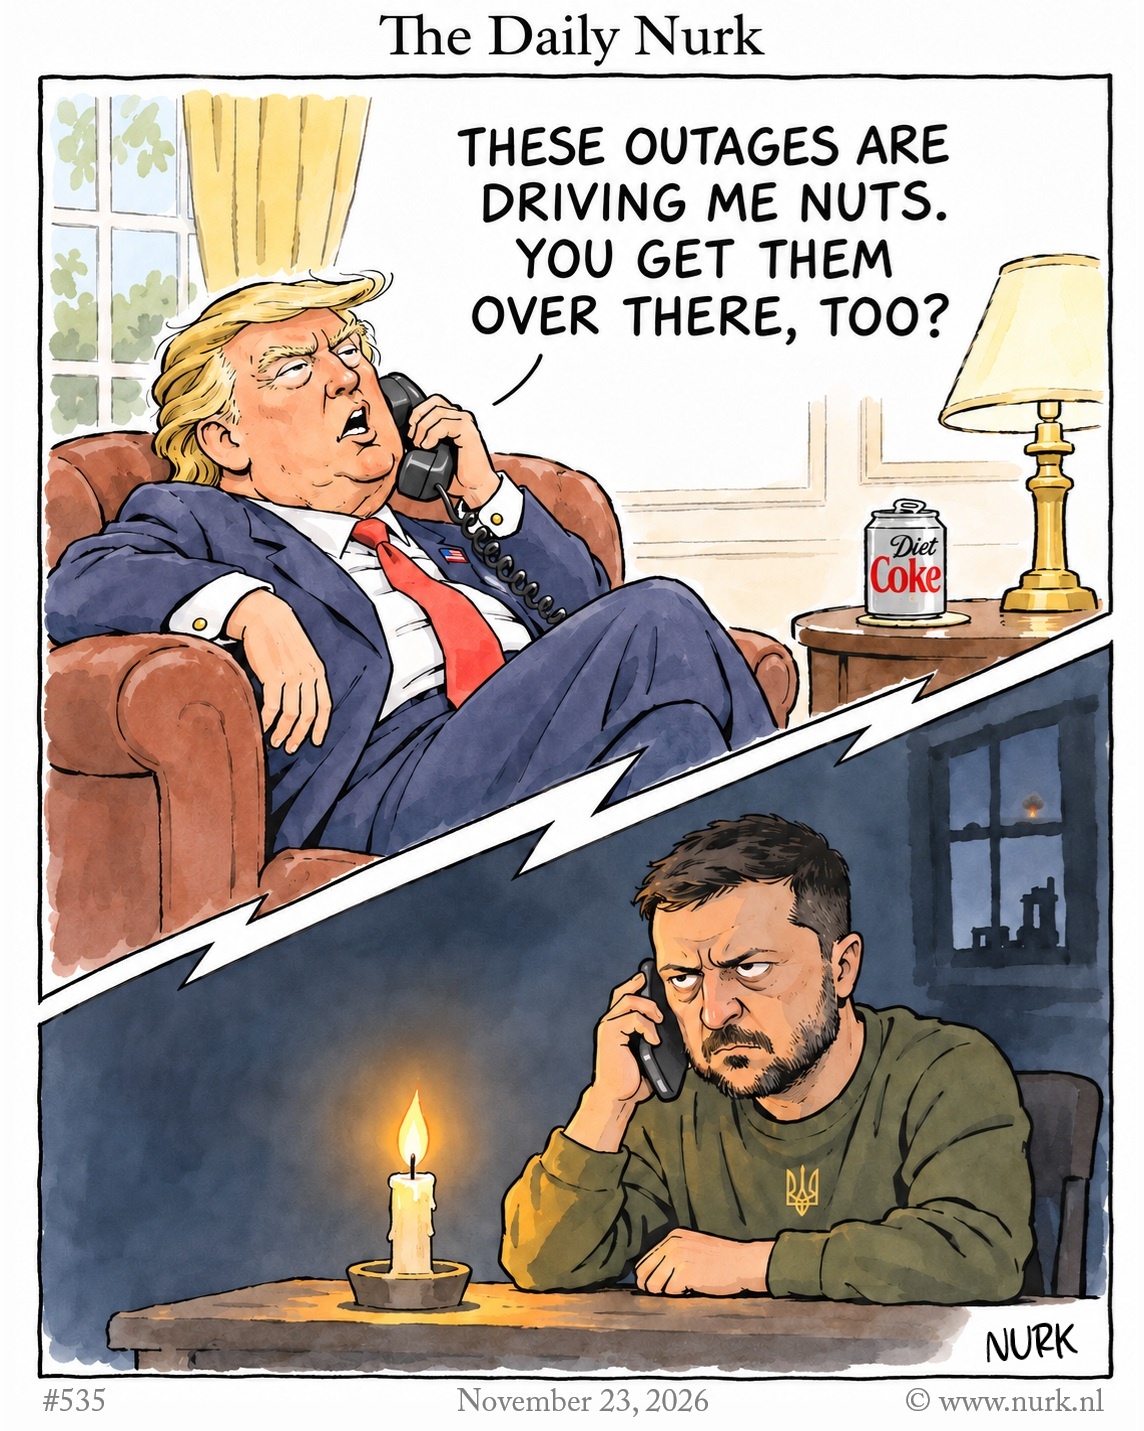 The Daily Nurk
THESE OUTAGES ARE
DRIVING ME NUTS.
YOU GET THEM
OVER THERE, TOO?
Diet
Coke
NURK
#535
November 23, 2026
© www.nurk.nl